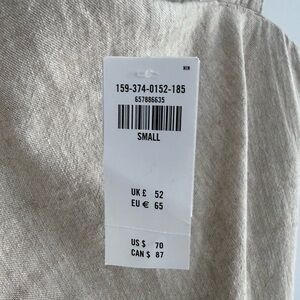 159-374-0152-185
657886635
SMALL
UK £ 52
EU € 65
US $ 70
CAN $ 87